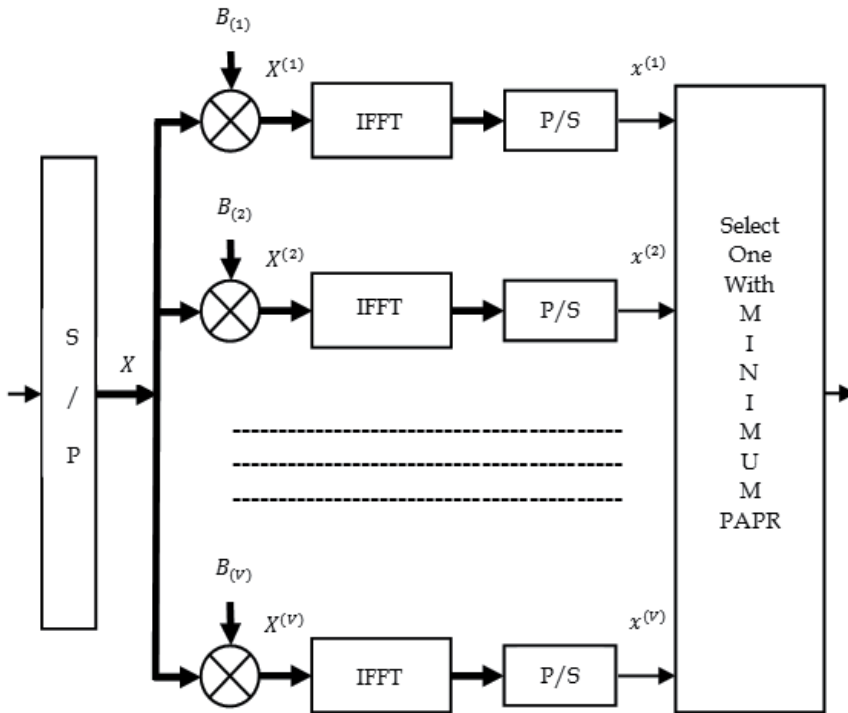 B₍₁₎
X⁽¹⁾
IFFT
P/S
x⁽¹⁾
B₍₂₎
X⁽²⁾
IFFT
P/S
x⁽²⁾
S
/
P
X
Select
One
With
M
I
N
I
M
U
M
PAPR
B₍ᵥ₎
X⁽ⱽ⁾
IFFT
P/S
x⁽ⱽ⁾